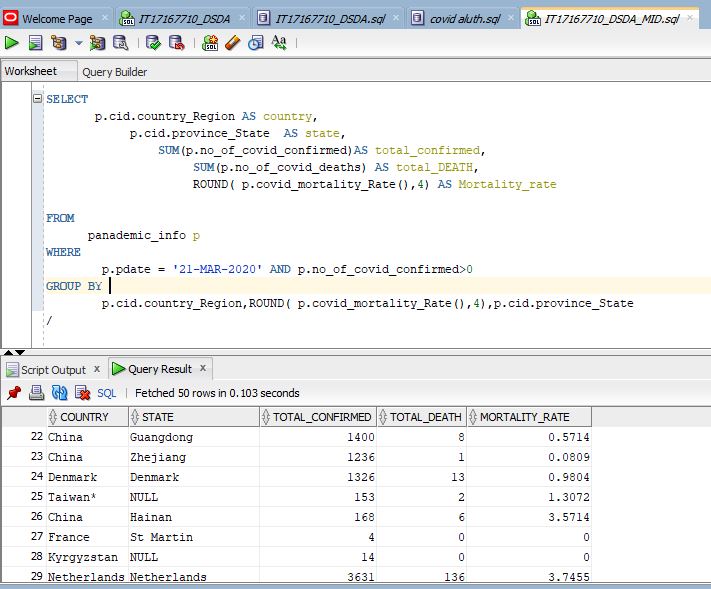 Welcome Page IT17167710_DSDA IT17167710_DSDA.sql covid aluth.sql IT17167710_DSDA_MID.sql
Worksheet Query Builder
SELECT
p.cid.country_Region AS country,
p.cid.province_State AS state,
SUM(p.no_of_covid_confirmed)AS total_confirmed,
SUM(p.no_of_covid_deaths) AS total_DEATH,
ROUND( p.covid_mortality_Rate(),4) AS Mortality_rate
FROM
panademic_info p
WHERE
p.pdate = '21-MAR-2020' AND p.no_of_covid_confirmed>0
GROUP BY
p.cid.country_Region,ROUND( p.covid_mortality_Rate(),4),p.cid.province_State
/
Script Output x Query Result x
SQL | Fetched 50 rows in 0.103 seconds
COUNTRY STATE TOTAL_CONFIRMED TOTAL_DEATH MORTALITY_RATE
22 China Guangdong 1400 8 0.5714
23 China Zhejiang 1236 1 0.0809
24 Denmark Denmark 1326 13 0.9804
25 Taiwan* NULL 153 2 1.3072
26 China Hainan 168 6 3.5714
27 France St Martin 4 0 0
28 Kyrgyzstan NULL 14 0 0
29 Netherlands Netherlands 3631 136 3.7455